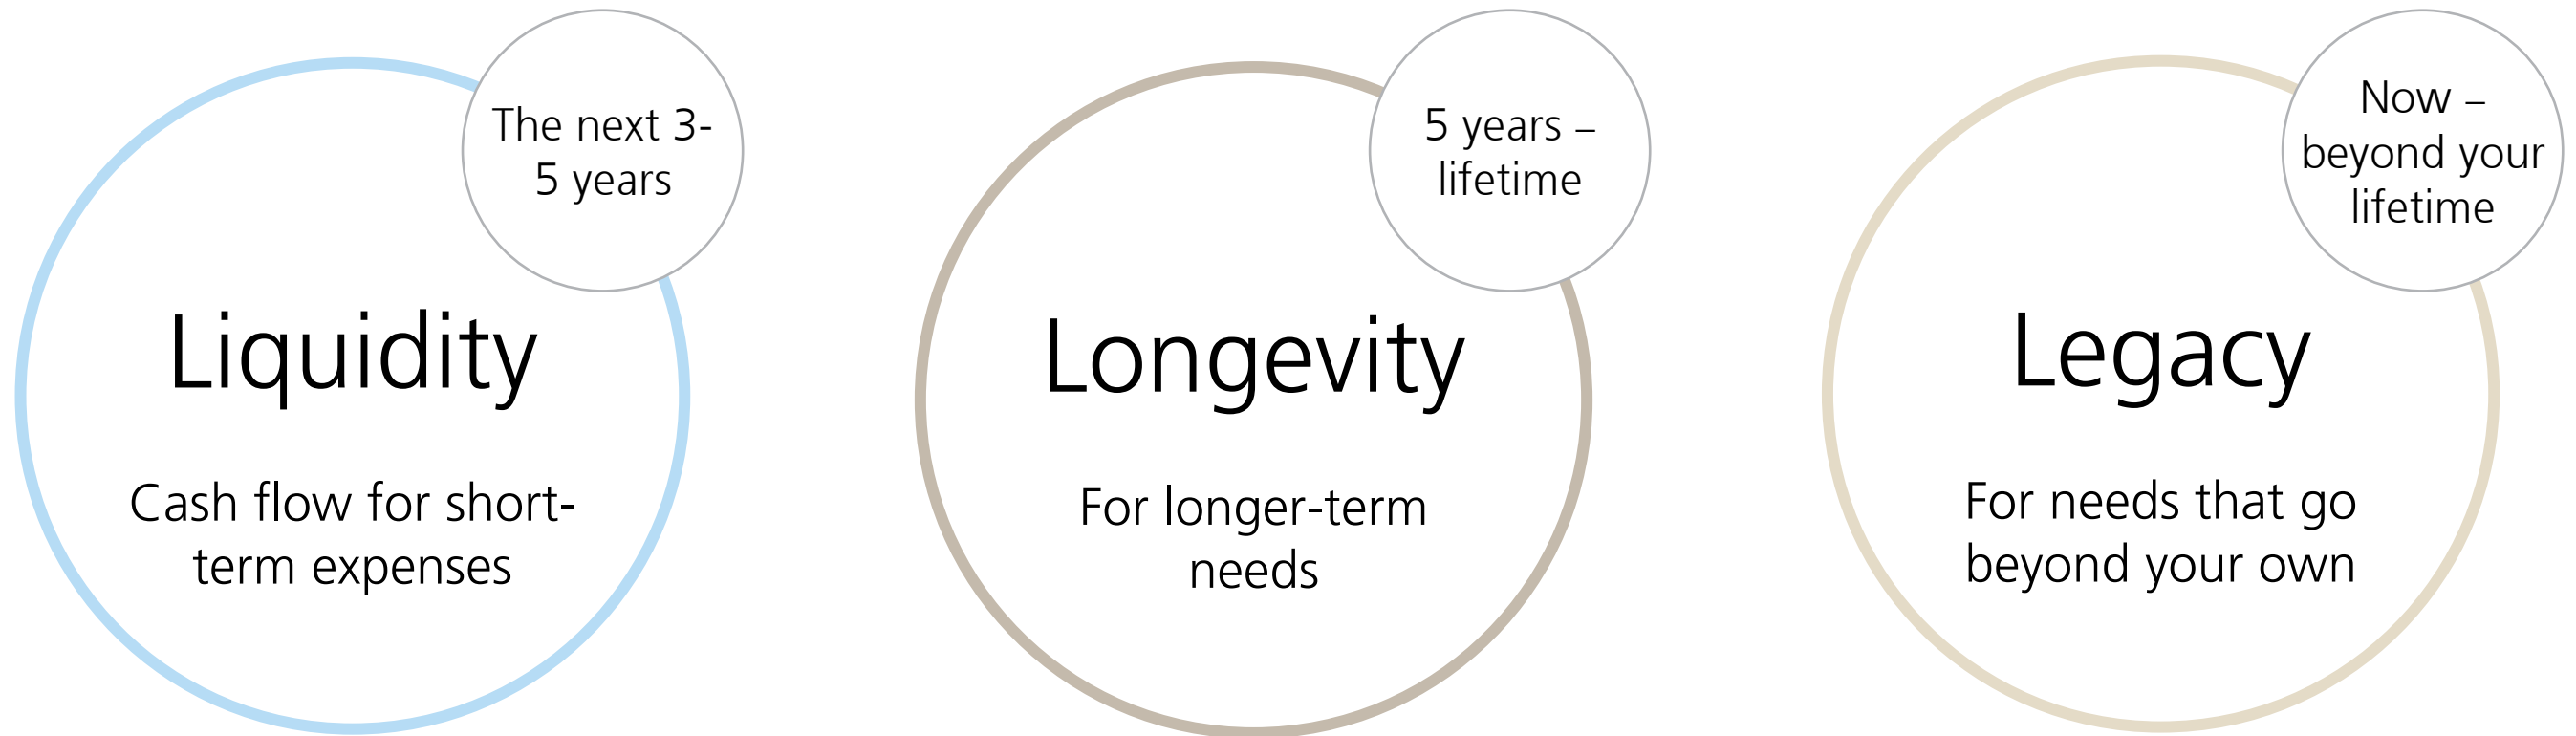 The next 3-
5 years
Liquidity
Cash flow for short-
term expenses
5 years –
lifetime
Longevity
For longer-term
needs
Now –
beyond your
lifetime
Legacy
For needs that go
beyond your own